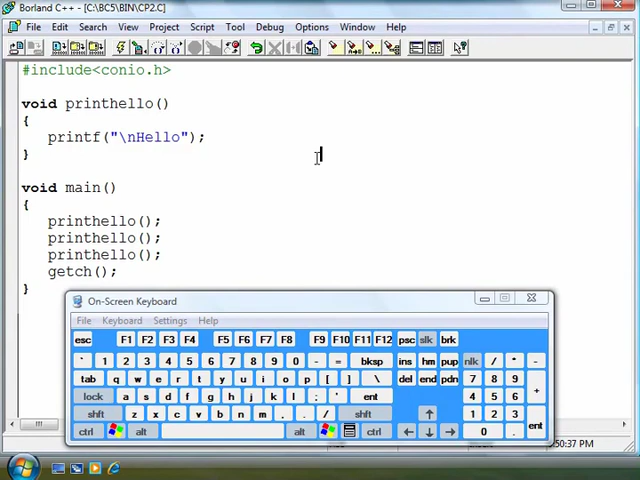 Borland C++ - [C:\BC5\BIN\CP2.C]
File Edit Search View Project Script Tool Debug Options Window Help
#include<conio.h>
void printhello()
{
printf("\nHello");
}
void main()
{
printhello();
printhello();
printhello();
getch();
}
On-Screen Keyboard
File Keyboard Settings Help
esc F1 F2 F3 F4 F5 F6 F7 F8 F9 F10 F11 F12 psc slk brk
` 1 2 3 4 5 6 7 8 9 0 - = bksp ins hm pup nlk / * -
tab q w e r t y u i o p [ ] \ del end pdn 7 8 9 +
lock a s d f g h j k l ; ' ent 4 5 6
shft z x c v b n m , . / shft ↑ 1 2 3 ent
ctrl alt alt ctrl ← ↓ → 0 .
:50:37 PM